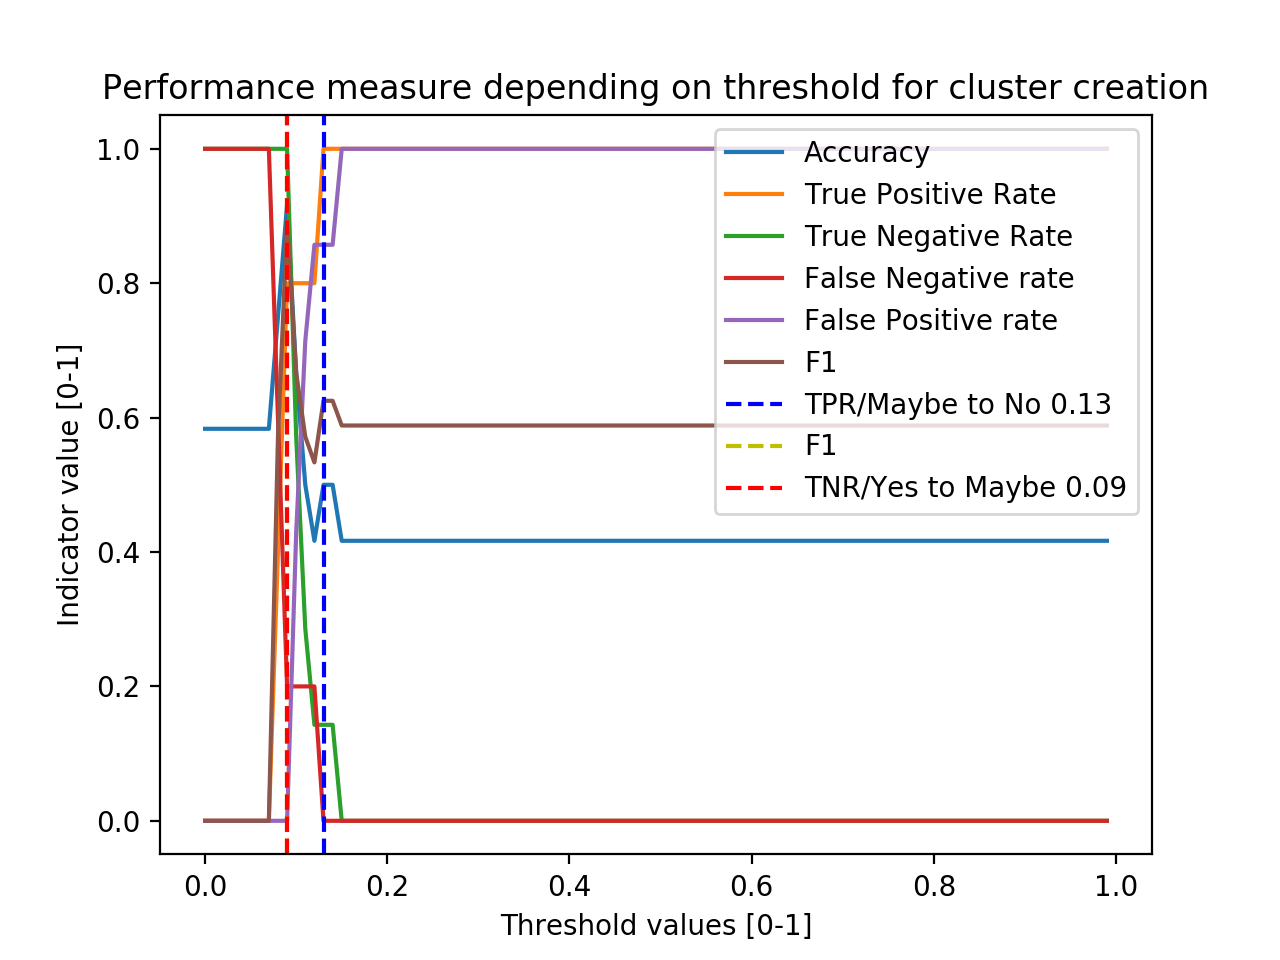 Performance measure depending on threshold for cluster creation
1.0
0.8
0.6
0.4
0.2
0.0
Indicator value [0-1]
Accuracy
True Positive Rate
True Negative Rate
False Negative rate
False Positive rate
F1
TPR/Maybe to No 0.13
F1
TNR/Yes to Maybe 0.09
0.0 0.2 0.4 0.6 0.8 1.0
Threshold values [0-1]